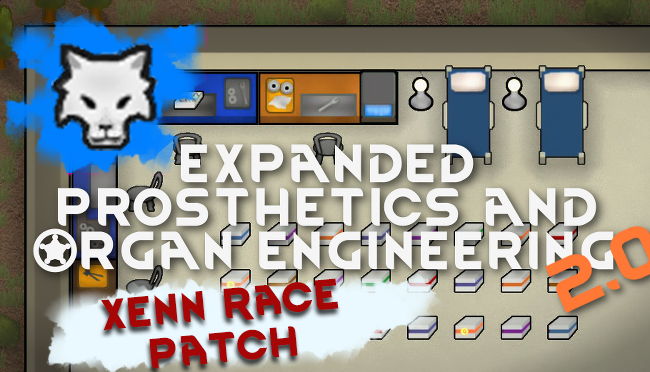 EXPANDED
PROSTHETICS AND
ORGAN ENGINEERING
2.0
XENN RACE
PATCH